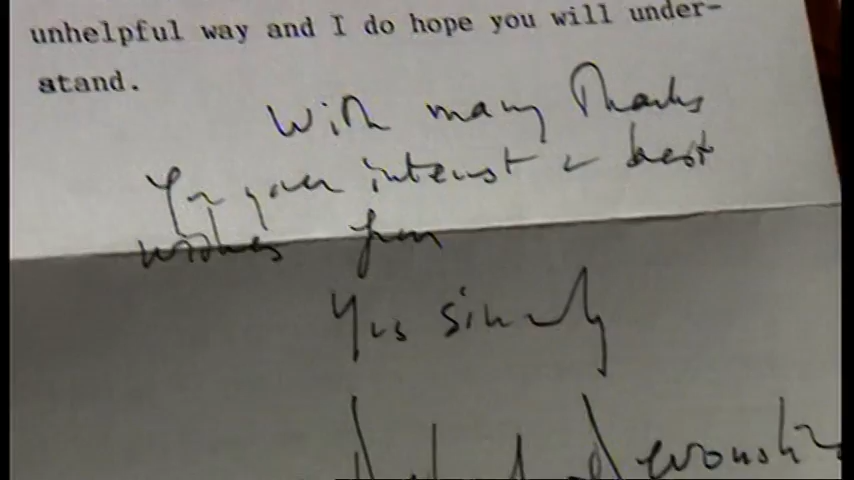 unhelpful way and I do hope you will under-
stand.
With many Thanks
For your interest & best
wishes from
Yrs sincerely
Devonshire